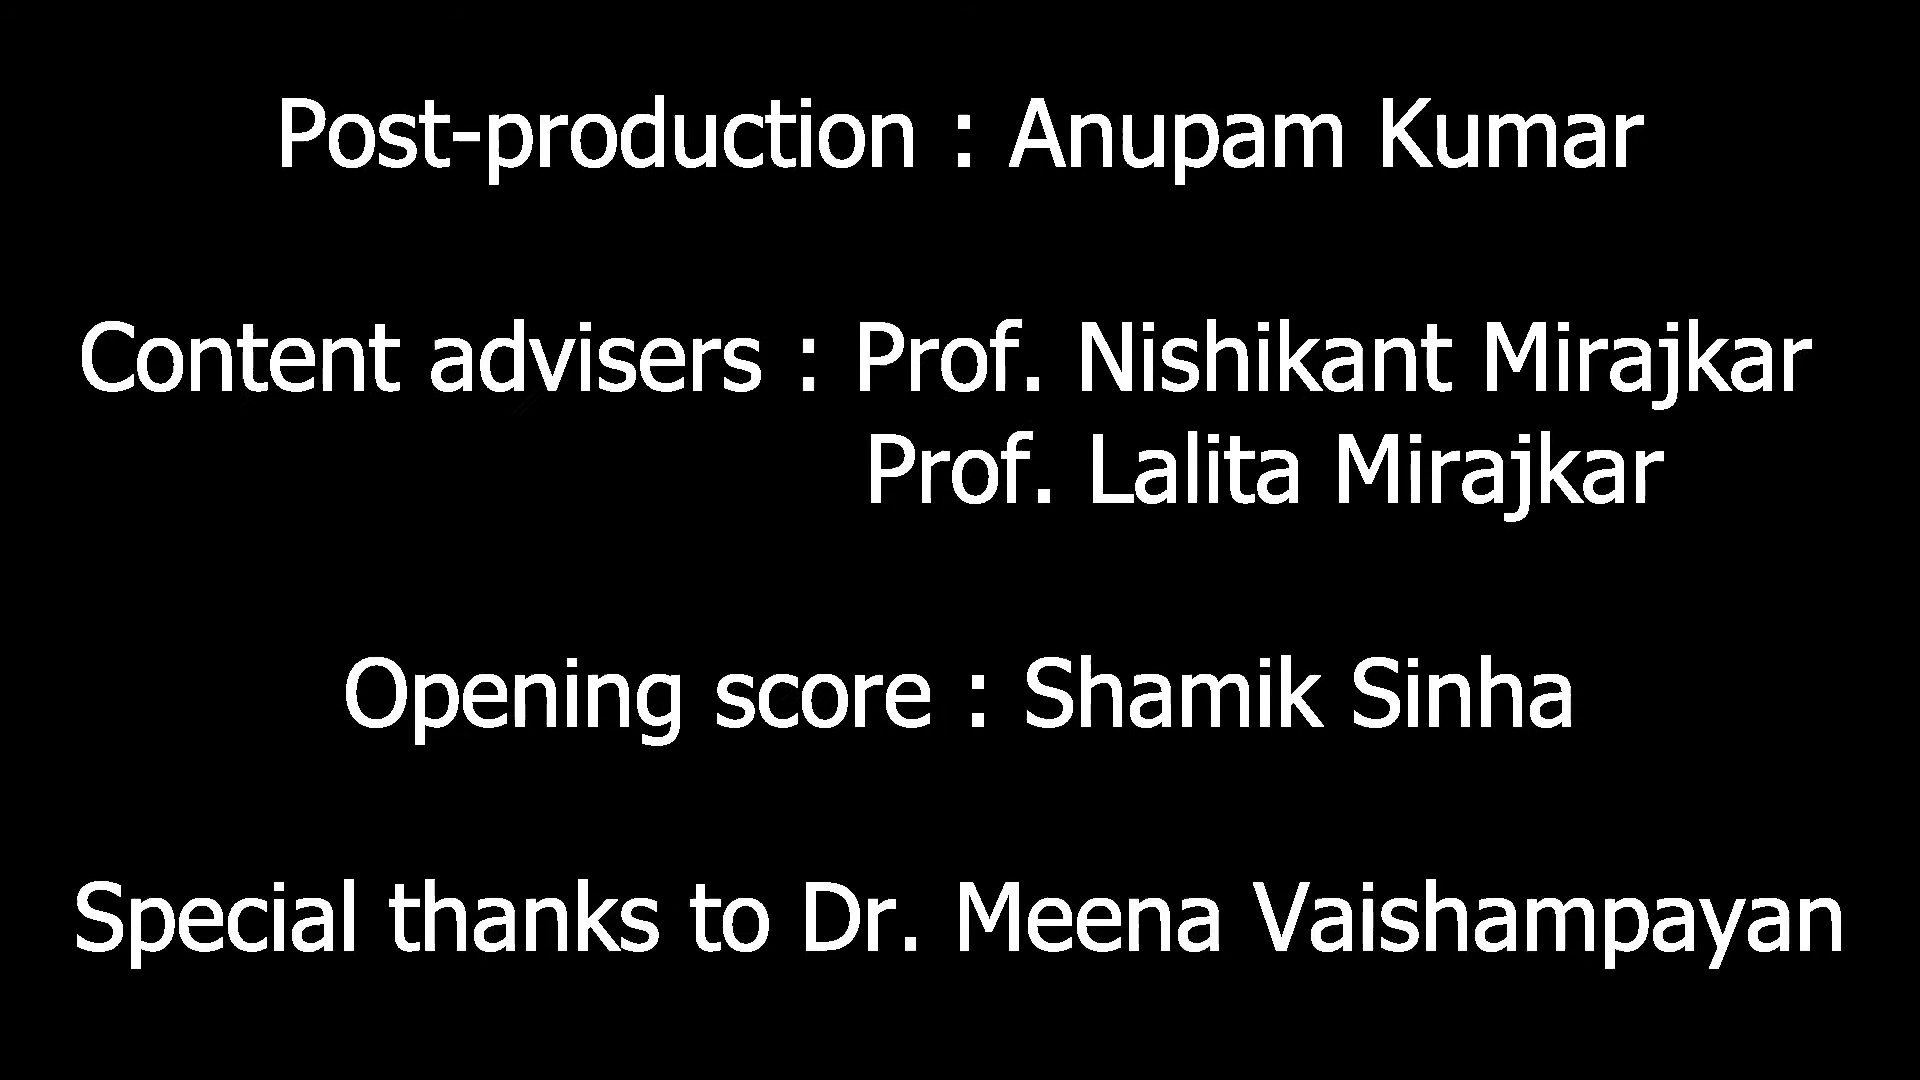 Post-production : Anupam Kumar
Content advisers : Prof. Nishikant Mirajkar
Prof. Lalita Mirajkar
Opening score : Shamik Sinha
Special thanks to Dr. Meena Vaishampayan